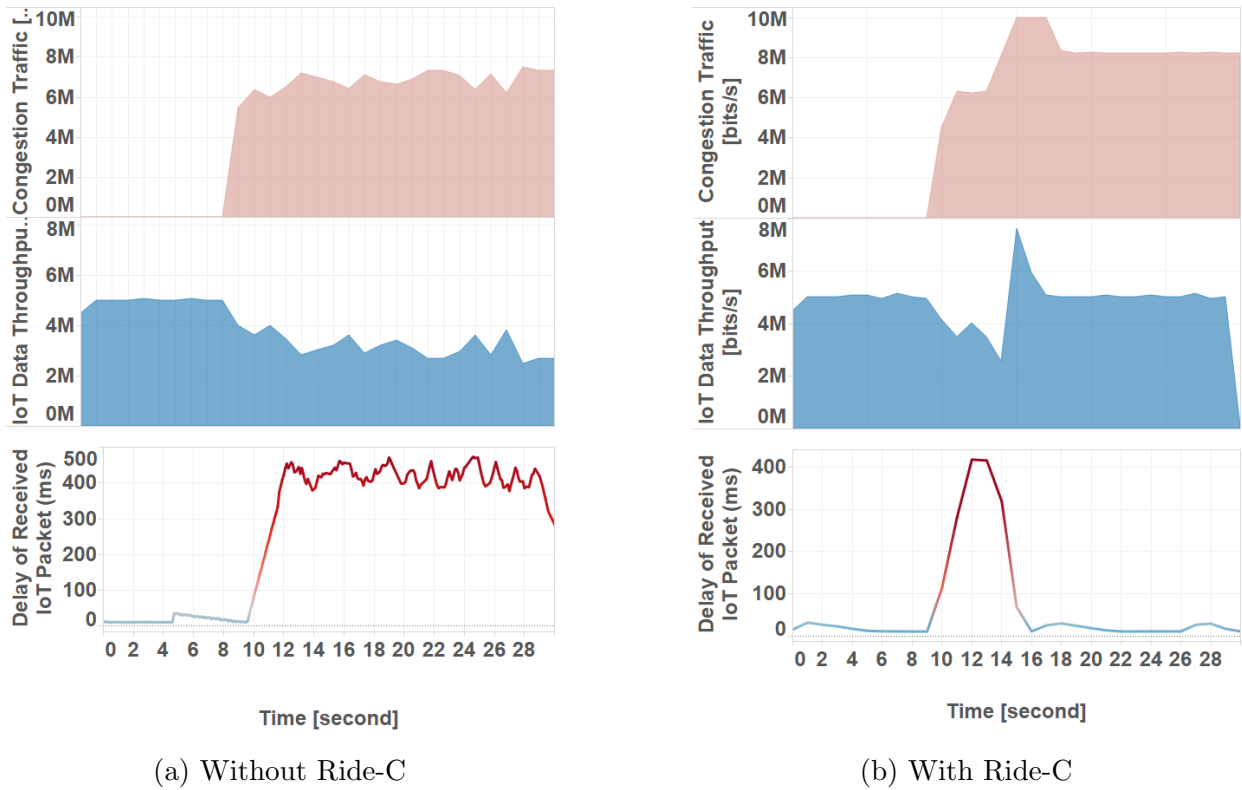 Congestion Traffic [..
10M
8M
6M
4M
2M
0M
IoT Data Throughpu..
8M
6M
4M
2M
0M
Delay of Received
IoT Packet (ms)
500
400
300
200
100
0
0 2 4 6 8 10 12 14 16 18 20 22 24 26 28
Time [second]
(a) Without Ride-C
Congestion Traffic
[bits/s]
10M
8M
6M
4M
2M
0M
IoT Data Throughput
[bits/s]
8M
6M
4M
2M
0M
Delay of Received
IoT Packet (ms)
400
300
200
100
0
0 2 4 6 8 10 12 14 16 18 20 22 24 26 28
Time [second]
(b) With Ride-C